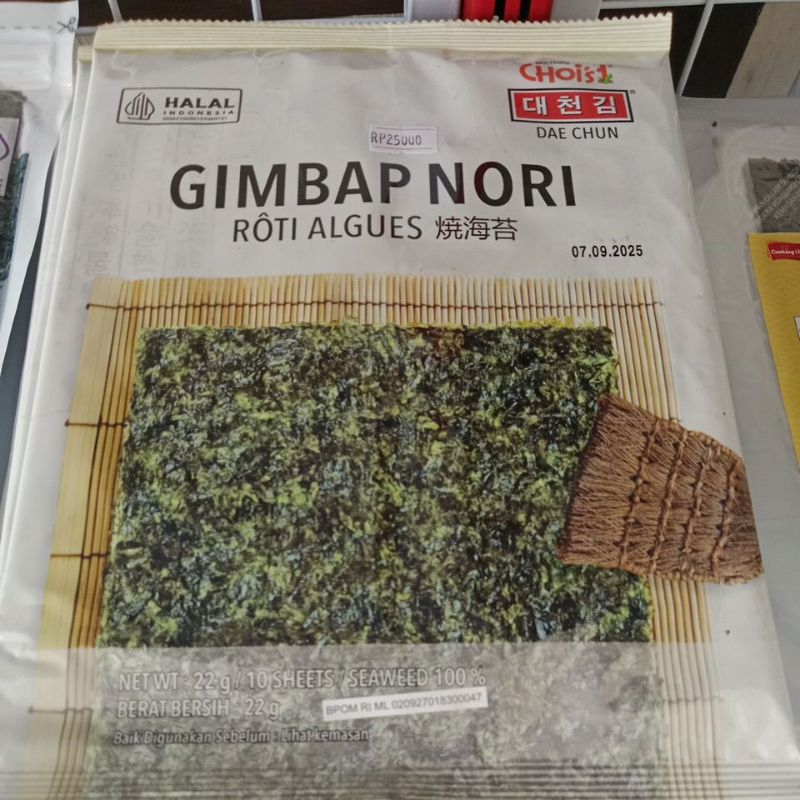 HALAL
INDONESIA
CHOI'S 1
대천김
DAE CHUN
RP25000
GIMBAP NORI
RÔTI ALGUES 焼海苔
07.09.2025
NET WT : 22 g / 10 SHEETS / SEAWEED 100 %
BERAT BERSIH : 22 g
BPOM RI ML 020927018300047
Baik Digunakan Sebelum : Lihat kemasan